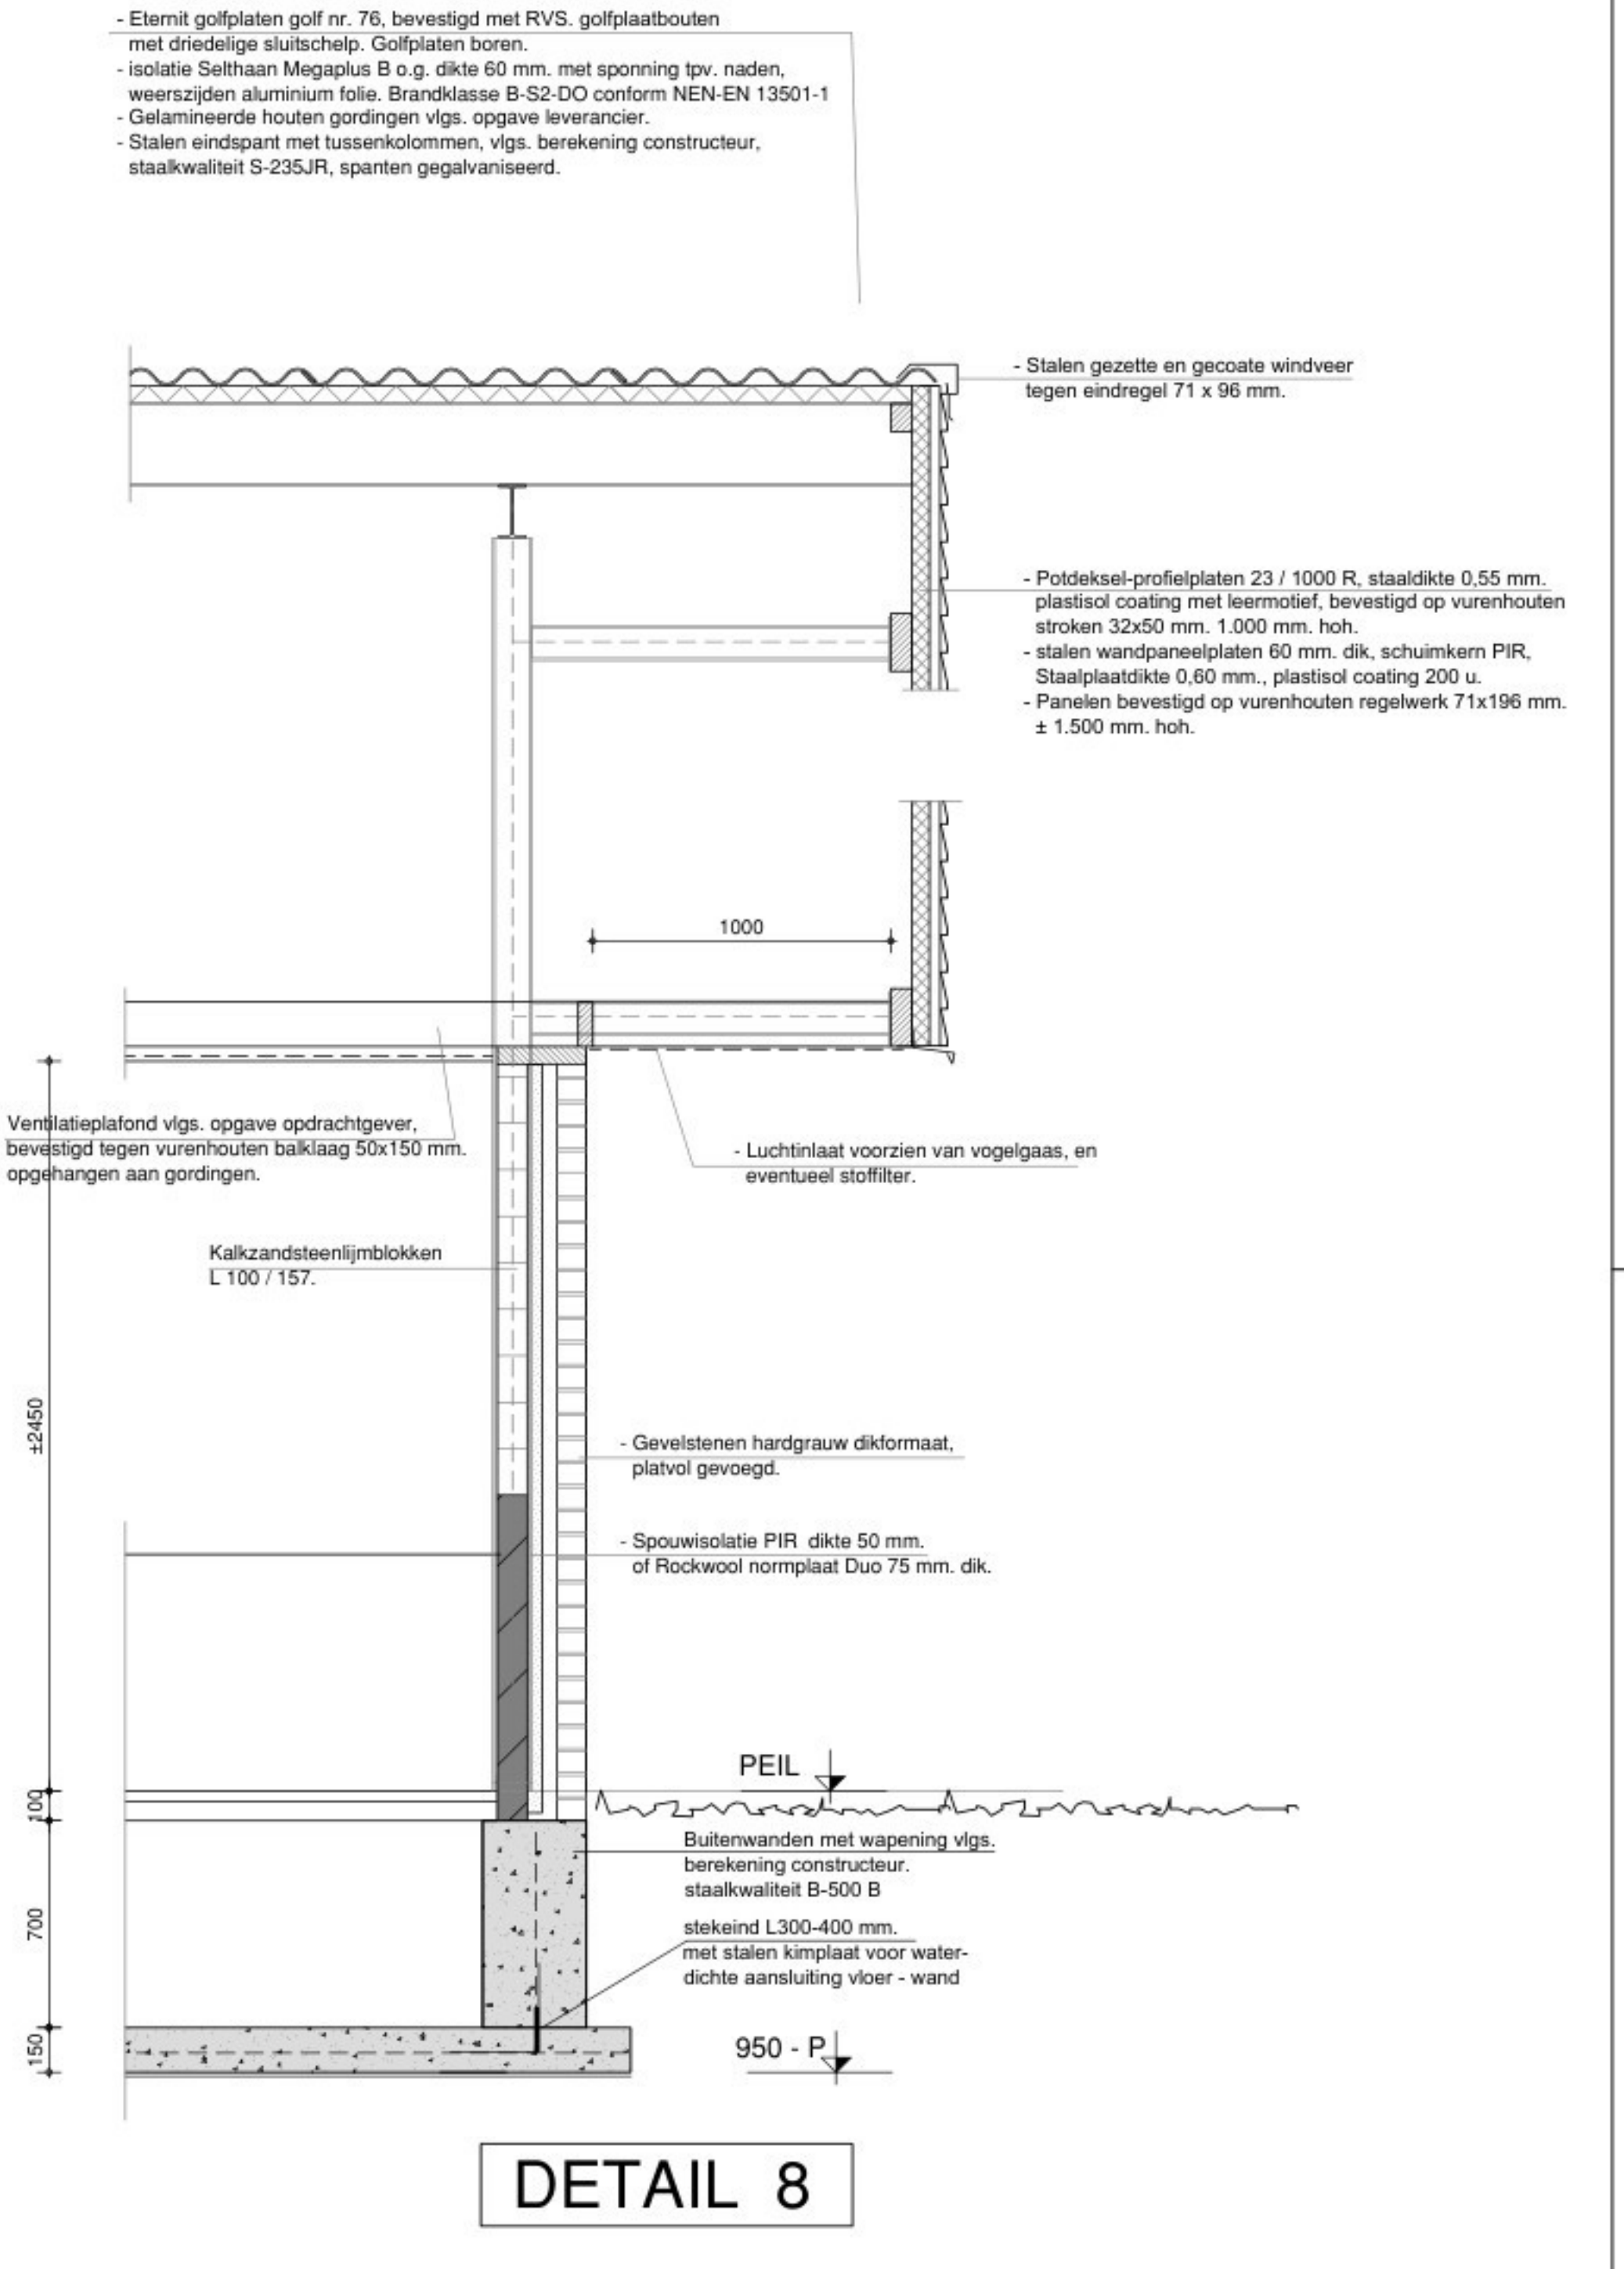 - Eternit golfplaten golf nr. 76, bevestigd met RVS. golfplaatbouten
met driedelige sluitschelp. Golfplaten boren.
- isolatie Selthaan Megaplus B o.g. dikte 60 mm. met sponning tpv. naden,
weerszijden aluminium folie. Brandklasse B-S2-DO conform NEN-EN 13501-1
- Gelamineerde houten gordingen vlgs. opgave leverancier.
- Stalen eindspant met tussenkolommen, vlgs. berekening constructeur,
staalkwaliteit S-235JR, spanten gegalvaniseerd.
- Stalen gezette en gecoate windveer
tegen eindregel 71 x 96 mm.
- Potdeksel-profielplaten 23 / 1000 R, staaldikte 0,55 mm.
plastisol coating met leermotief, bevestigd op vurenhouten
stroken 32x50 mm. 1.000 mm. hoh.
- stalen wandpaneelplaten 60 mm. dik, schuimkern PIR,
Staalplaatdikte 0,60 mm., plastisol coating 200 u.
- Panelen bevestigd op vurenhouten regelwerk 71x196 mm.
± 1.500 mm. hoh.
1000
Ventilatieplafond vlgs. opgave opdrachtgever,
bevestigd tegen vurenhouten balklaag 50x150 mm.
opgehangen aan gordingen.
- Luchtinlaat voorzien van vogelgaas, en
eventueel stoffilter.
Kalkzandsteenlijmblokken
L 100 / 157.
±2450
- Gevelstenen hardgrauw dikformaat,
platvol gevoegd.
- Spouwisolatie PIR dikte 50 mm.
of Rockwool normplaat Duo 75 mm. dik.
PEIL
100
Buitenwanden met wapening vlgs.
berekening constructeur.
staalkwaliteit B-500 B
700
stekeind L300-400 mm.
met stalen kimplaat voor water-
dichte aansluiting vloer - wand
150
950 - P
DETAIL 8